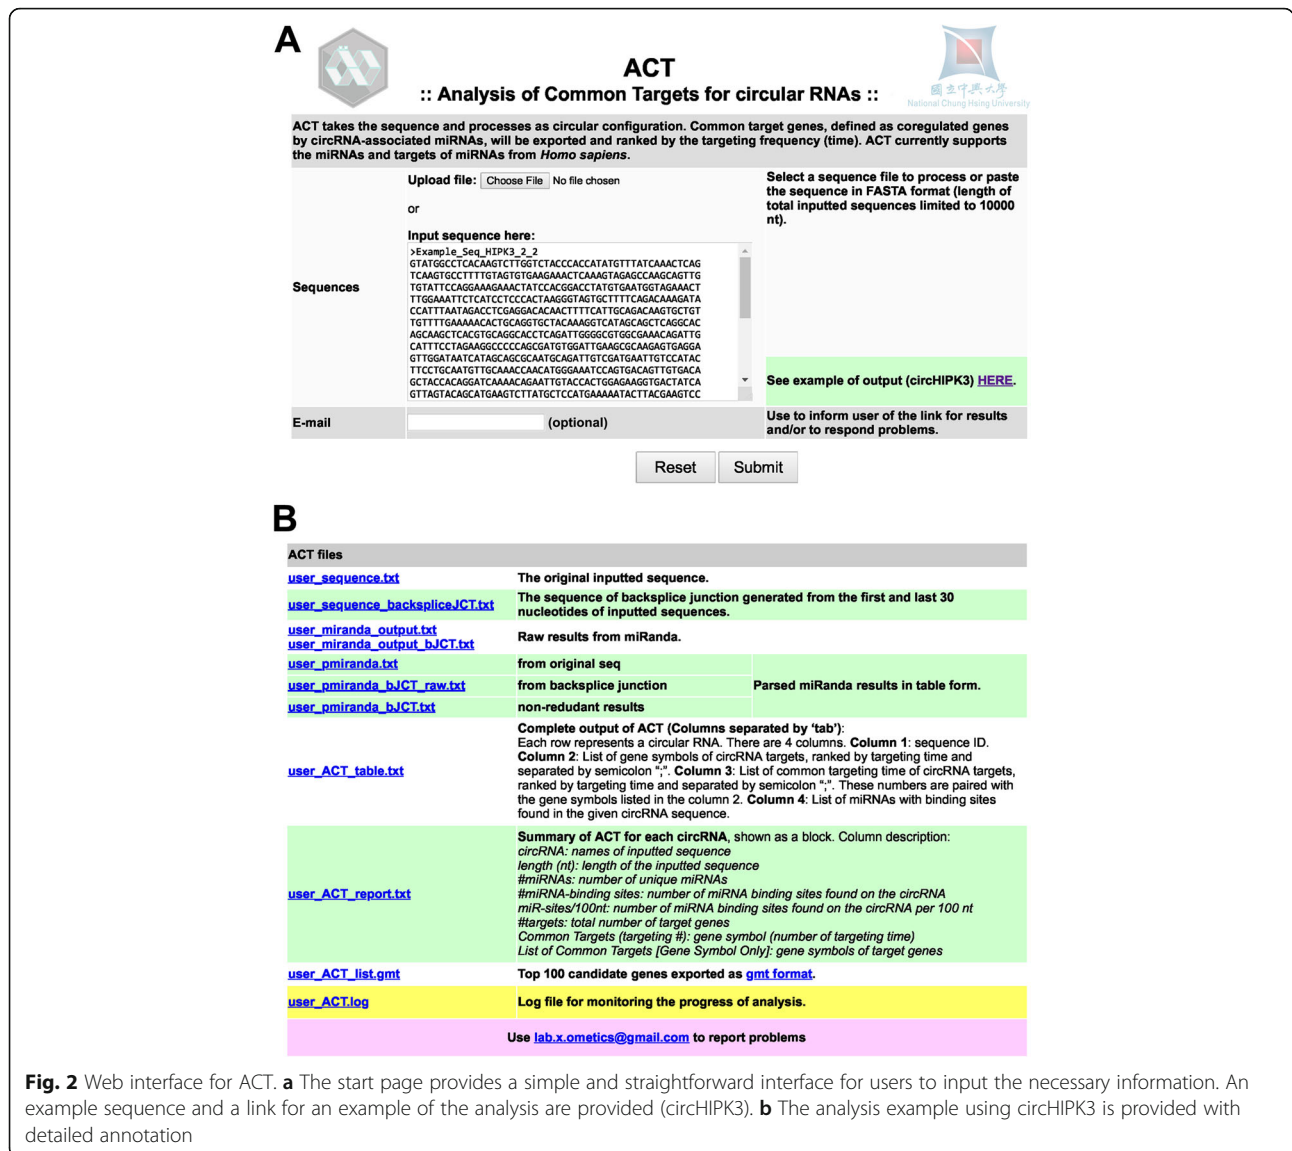 A
ACT
:: Analysis of Common Targets for circular RNAs ::
國立中興大學
National Chung Hsing University
ACT takes the sequence and processes as circular configuration. Common target genes, defined as coregulated genes
by circRNA-associated miRNAs, will be exported and ranked by the targeting frequency (time). ACT currently supports
the miRNAs and targets of miRNAs from Homo sapiens.
Sequences
Upload file: Choose File No file chosen
or
Input sequence here:
>Example_Seq_HIPK3_2_2
GTATGGCCTCACAAGTCTTGGTCTACCCACCATATGTTTATCAAACTCAG
TCAAGTGCCTTTTGTAGTGTGAAGAAACTCAAAGTAGAGCCAAGCAGTTG
TGTATTCCAGGAAAGAAACTATCCACGGACCTATGTGAATGGTAGAAACT
TTGGAAATTCTCATCCTCCCACTAAGGGTAGTGCTTTTCAGACAAAGATA
CCATTTAATAGACCTCGAGGACACAACTTTTCATTGCAGACAAGTGCTGT
TGTTTTGAAAAACACTGCAGGTGCTACAAAGGTCATAGCAGCTCAGGCAC
AGCAAGCTCACGTGCAGGCACCTCAGATTGGGGCGTGGCGAAACAGATTG
CATTTCCTAGAAGGCCCCCAGCGATGTGGATTGAAGCGCAAGAGTGAGGA
GTTGGATAATCATAGCAGCGCAATGCAGATTGTCGATGAATTGTCCATAC
TTCCTGCAATGTTGCAAACCAACATGGGAAATCCAGTGACAGTTGTGACA
GCTACCACAGGATCAAAACAGAATTGTACCACTGGAGAAGGTGACTATCA
GTTAGTACAGCATGAAGTCTTATGCTCCATGAAAAATACTTACGAAGTCC
Select a sequence file to process or paste
the sequence in FASTA format (length of
total inputted sequences limited to 10000
nt).
See example of output (circHIPK3) HERE.
E-mail
(optional)
Use to inform user of the link for results
and/or to respond problems.
Reset Submit
B
ACT files
user_sequence.txt
The original inputted sequence.
user_sequence_backspliceJCT.txt
The sequence of backsplice junction generated from the first and last 30
nucleotides of inputted sequences.
user_miranda_output.txt
user_miranda_output_bJCT.txt
Raw results from miRanda.
user_pmiranda.txt
from original seq
user_pmiranda_bJCT_raw.txt
from backsplice junction
Parsed miRanda results in table form.
user_pmiranda_bJCT.txt
non-redudant results
user_ACT_table.txt
Complete output of ACT (Columns separated by 'tab'):
Each row represents a circular RNA. There are 4 columns. Column 1: sequence ID.
Column 2: List of gene symbols of circRNA targets, ranked by targeting time and
separated by semicolon ";". Column 3: List of common targeting time of circRNA targets,
ranked by targeting time and separated by semicolon ";". These numbers are paired with
the gene symbols listed in the column 2. Column 4: List of miRNAs with binding sites
found in the given circRNA sequence.
user_ACT_report.txt
Summary of ACT for each circRNA, shown as a block. Column description:
circRNA: names of inputted sequence
length (nt): length of the inputted sequence
#miRNAs: number of unique miRNAs
#miRNA-binding sites: number of miRNA binding sites found on the circRNA
miR-sites/100nt: number of miRNA binding sites found on the circRNA per 100 nt
#targets: total number of target genes
Common Targets (targeting #): gene symbol (number of targeting time)
List of Common Targets [Gene Symbol Only]: gene symbols of target genes
user_ACT_list.gmt
Top 100 candidate genes exported as gmt format.
user_ACT.log
Log file for monitoring the progress of analysis.
Use lab.x.ometics@gmail.com to report problems
Fig. 2 Web interface for ACT. a The start page provides a simple and straightforward interface for users to input the necessary information. An
example sequence and a link for an example of the analysis are provided (circHIPK3). b The analysis example using circHIPK3 is provided with
detailed annotation